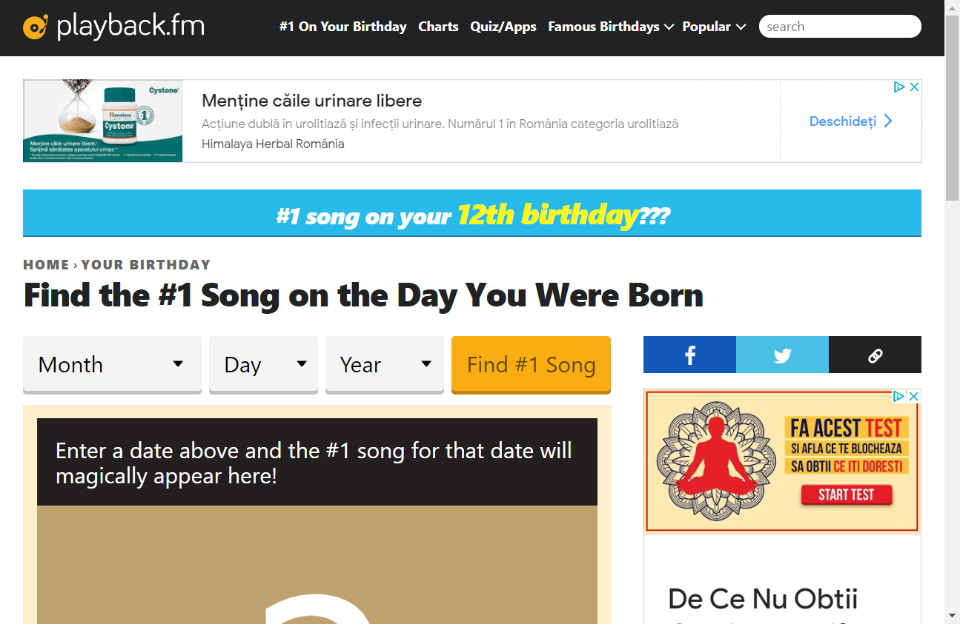 playback.fm
#1 On Your Birthday Charts Quiz/Apps Famous Birthdays Popular search
Cystone
Himalaya
Cystone
Menține căile urinare libere.
Menține căile urinare libere
Acțiune dublă în urolitiază și infecții urinare. Numărul 1 în România categoria urolitiază
Himalaya Herbal România
Deschideți
#1 song on your 12th birthday???
HOME › YOUR BIRTHDAY
Find the #1 Song on the Day You Were Born
Month Day Year Find #1 Song
Enter a date above and the #1 song for that date will
magically appear here!
FA ACEST TEST
SI AFLA CE TE BLOCHEAZA
SA OBTII CE ITI DORESTI
START TEST
De Ce Nu Obtii